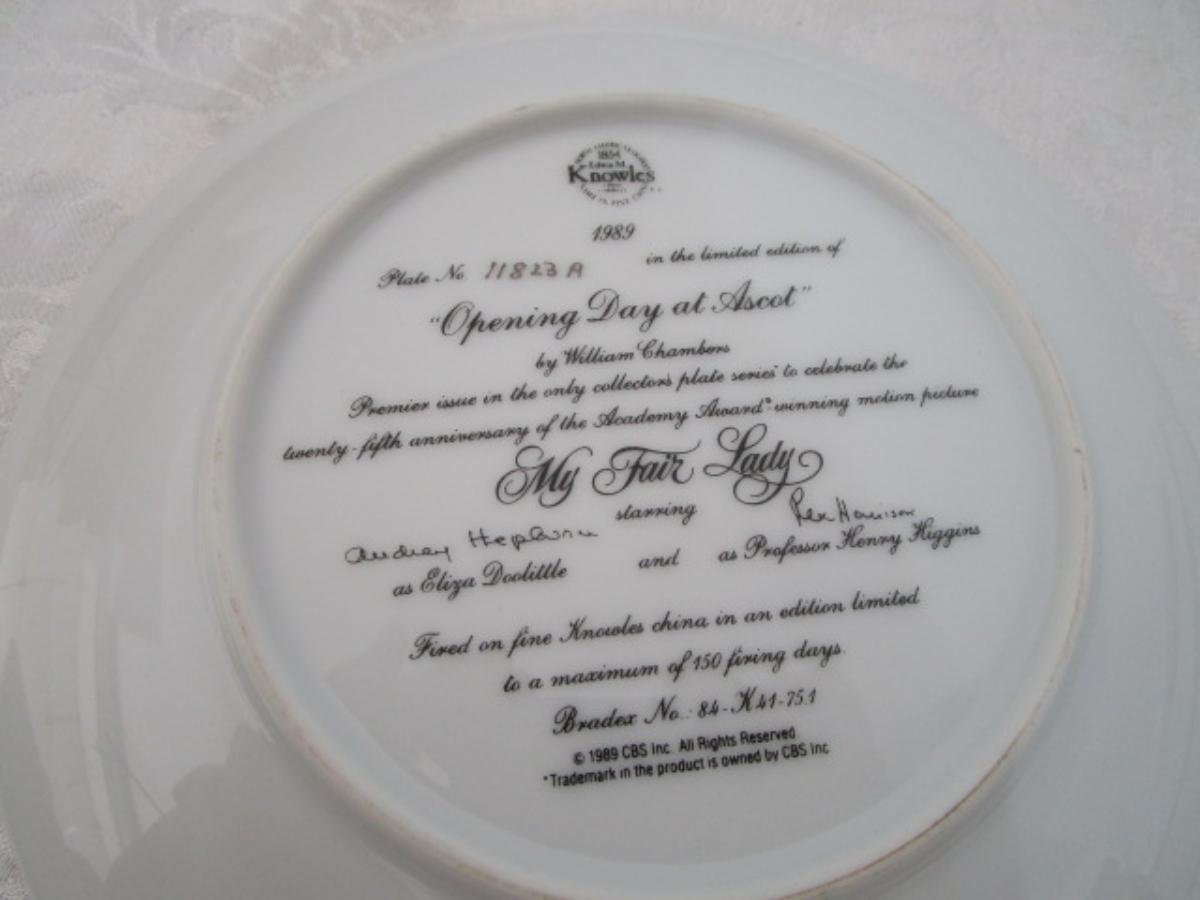 1854
Edwin M.
Knowles
1989
Plate No. 11823A in the limited edition of
"Opening Day at Ascot"
by William Chambers
Premier issue in the only collector's plate series to celebrate the
twenty-fifth anniversary of the Academy Award®-winning motion picture
My Fair Lady
starring
Audrey Hepburn Rex Harrison
as Eliza Doolittle and as Professor Henry Higgins
Fired on fine Knowles china in an edition limited
to a maximum of 150 firing days.
Bradex No.: 84-K41-75.1
© 1989 CBS Inc. All Rights Reserved.
*Trademark in the product is owned by CBS Inc